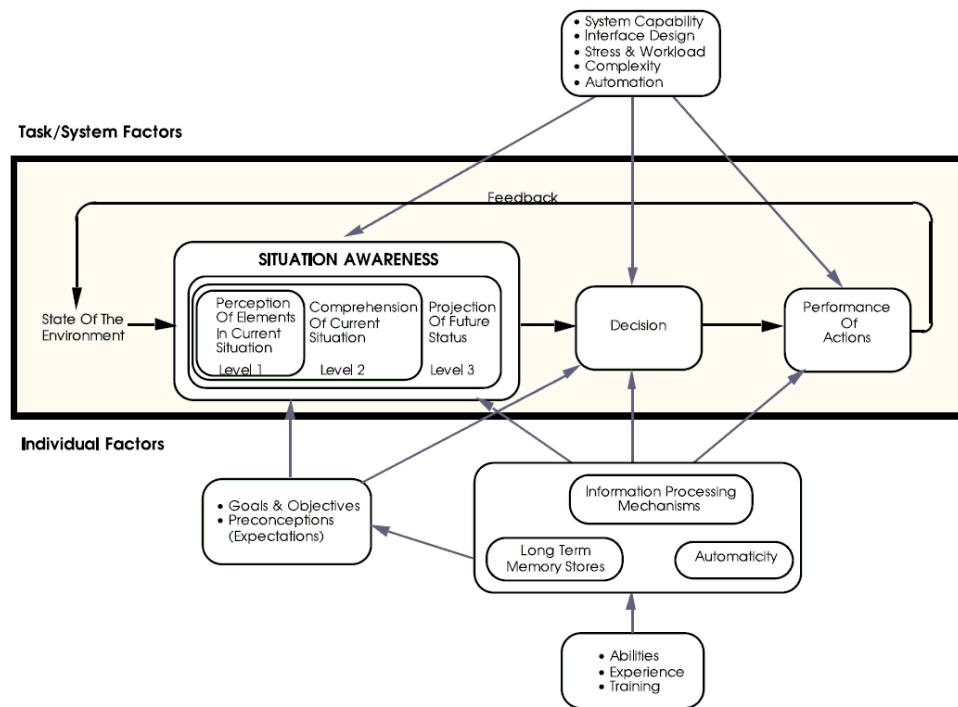 • System Capability
• Interface Design
• Stress & Workload
• Complexity
• Automation
Task/System Factors
Feedback
SITUATION AWARENESS
State Of The
Environment
Perception
Of Elements
In Current
Situation
Level 1
Comprehension
Of Current
Situation
Level 2
Projection
Of Future
Status
Level 3
Decision
Performance
Of
Actions
Individual Factors
• Goals & Objectives
• Preconceptions
(Expectations)
Information Processing
Mechanisms
Long Term
Memory Stores
Automaticity
• Abilities
• Experience
• Training